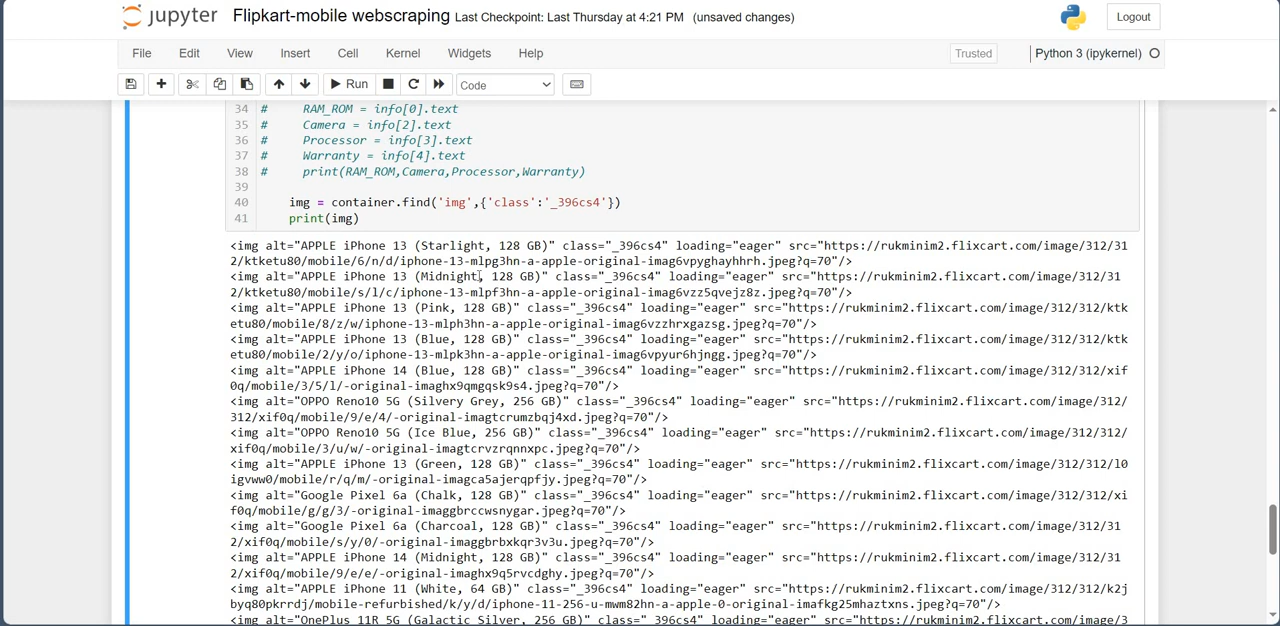 jupyter Flipkart-mobile webscraping Last Checkpoint: Last Thursday at 4:21 PM (unsaved changes) Logout
File Edit View Insert Cell Kernel Widgets Help Trusted Python 3 (ipykernel)
Run Code
34 # RAM_ROM = info[0].text
35 # Camera = info[2].text
36 # Processor = info[3].text
37 # Warranty = info[4].text
38 # print(RAM_ROM,Camera,Processor,Warranty)
39
40 img = container.find('img',{'class':'_396cs4'})
41 print(img)
<img alt="APPLE iPhone 13 (Starlight, 128 GB)" class="_396cs4" loading="eager" src="https://rukminim2.flixcart.com/image/312/31
2/ktketu80/mobile/6/n/d/iphone-13-mlpg3hn-a-apple-original-imag6vpyghayhhrh.jpeg?q=70"/>
<img alt="APPLE iPhone 13 (Midnight, 128 GB)" class="_396cs4" loading="eager" src="https://rukminim2.flixcart.com/image/312/31
2/ktketu80/mobile/s/l/c/iphone-13-mlpf3hn-a-apple-original-imag6vzz5qvejz8z.jpeg?q=70"/>
<img alt="APPLE iPhone 13 (Pink, 128 GB)" class="_396cs4" loading="eager" src="https://rukminim2.flixcart.com/image/312/312/ktk
etu80/mobile/8/z/w/iphone-13-mlph3hn-a-apple-original-imag6vzzhrxgazsg.jpeg?q=70"/>
<img alt="APPLE iPhone 13 (Blue, 128 GB)" class="_396cs4" loading="eager" src="https://rukminim2.flixcart.com/image/312/312/ktk
etu80/mobile/2/y/o/iphone-13-mlpk3hn-a-apple-original-imag6vpyur6hjngg.jpeg?q=70"/>
<img alt="APPLE iPhone 14 (Blue, 128 GB)" class="_396cs4" loading="eager" src="https://rukminim2.flixcart.com/image/312/312/xif
0q/mobile/3/5/l/-original-imaghx9qmgqsk9s4.jpeg?q=70"/>
<img alt="OPPO Reno10 5G (Silvery Grey, 256 GB)" class="_396cs4" loading="eager" src="https://rukminim2.flixcart.com/image/312/
312/xif0q/mobile/9/e/4/-original-imagtcrumzbqj4xd.jpeg?q=70"/>
<img alt="OPPO Reno10 5G (Ice Blue, 256 GB)" class="_396cs4" loading="eager" src="https://rukminim2.flixcart.com/image/312/312/
xif0q/mobile/3/u/w/-original-imagtcrvzrqnnxpc.jpeg?q=70"/>
<img alt="APPLE iPhone 13 (Green, 128 GB)" class="_396cs4" loading="eager" src="https://rukminim2.flixcart.com/image/312/312/l0
igvww0/mobile/r/q/m/-original-imagca5ajerqpfjy.jpeg?q=70"/>
<img alt="Google Pixel 6a (Chalk, 128 GB)" class="_396cs4" loading="eager" src="https://rukminim2.flixcart.com/image/312/312/xi
f0q/mobile/g/g/3/-original-imaggbrccwsnygar.jpeg?q=70"/>
<img alt="Google Pixel 6a (Charcoal, 128 GB)" class="_396cs4" loading="eager" src="https://rukminim2.flixcart.com/image/312/31
2/xif0q/mobile/s/y/0/-original-imaggbrbxkqr3v3u.jpeg?q=70"/>
<img alt="APPLE iPhone 14 (Midnight, 128 GB)" class="_396cs4" loading="eager" src="https://rukminim2.flixcart.com/image/312/31
2/xif0q/mobile/9/e/e/-original-imaghx9q5rvcdghy.jpeg?q=70"/>
<img alt="APPLE iPhone 11 (White, 64 GB)" class="_396cs4" loading="eager" src="https://rukminim2.flixcart.com/image/312/312/k2j
byq80pkrrdj/mobile-refurbished/k/y/d/iphone-11-256-u-mwm82hn-a-apple-0-original-imafkg25mhaztxns.jpeg?q=70"/>
<img alt="OnePlus 11R 5G (Galactic Silver, 256 GB)" class="_396cs4" loading="eager" src="https://rukminim2.flixcart.com/image/3